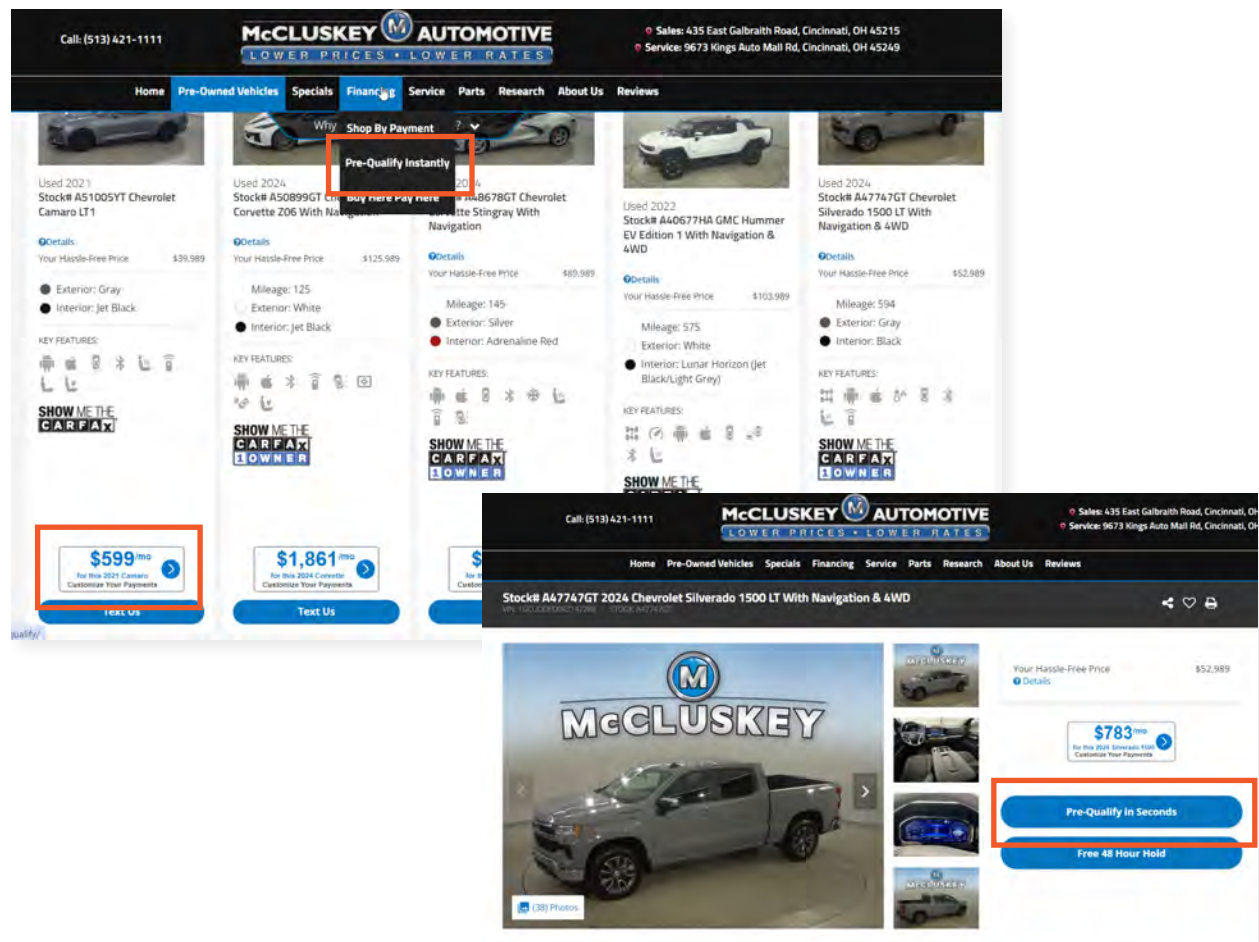 Call: (513) 421-1111
McCLUSKEY M AUTOMOTIVE
LOWER PRICES • LOWER RATES
Sales: 435 East Galbraith Road, Cincinnati, OH 45215
Service: 9673 Kings Auto Mall Rd, Cincinnati, OH 45249
Home Pre-Owned Vehicles Specials Financing Service Parts Research About Us Reviews
Why ?
Shop By Payment
Pre-Qualify Instantly
Buy Here Pay Here
Used 2021
Stock# A51005YT Chevrolet
Camaro LT1
Details
Your Hassle-Free Price $39,989
Exterior: Gray
Interior: Jet Black
KEY FEATURES:
SHOW ME THE
CARFAX
$599/mo
for this 2021 Camaro
Customize Your Payments
Text Us
Used 2024
Stock# A50899GT
Corvette Z06 With
Details
Your Hassle-Free Price $125,989
Mileage: 125
Exterior: White
Interior: Jet Black
KEY FEATURES:
SHOW ME THE
CARFAX
1 OWNER
$1,861/mo
for this 2024 Corvette
Customize Your Payments
Text Us
A48678GT Chevrolet
Stingray With
Navigation
Details
Your Hassle-Free Price $89,989
Mileage: 145
Exterior: Silver
Interior: Adrenaline Red
KEY FEATURES:
SHOW ME THE
CARFAX
1 OWNER
$
Used 2022
Stock# A40677HA GMC Hummer
EV Edition 1 With Navigation &
4WD
Details
Your Hassle-Free Price $103,989
Mileage: 575
Exterior: White
Interior: Lunar Horizon (Jet
Black/Light Grey)
KEY FEATURES:
SHOW ME THE
Used 2024
Stock# A47747GT Chevrolet
Silverado 1500 LT With
Navigation & 4WD
Details
Your Hassle-Free Price $52,989
Mileage: 594
Exterior: Gray
Interior: Black
KEY FEATURES:
SHOW ME THE
CARFAX
1 OWNER
qualify/
Call: (513) 421-1111
McCLUSKEY M AUTOMOTIVE
LOWER PRICES • LOWER RATES
Sales: 435 East Galbraith Road, Cincinnati, OH
Service: 9673 Kings Auto Mall Rd, Cincinnati, OH
Home Pre-Owned Vehicles Specials Financing Service Parts Research About Us Reviews
Stock# A47747GT 2024 Chevrolet Silverado 1500 LT With Navigation & 4WD
STOCK: A47747GT
M
McCLUSKEY
(38) Photos
Your Hassle-Free Price $52,989
Details
$783/mo
for this 2024 Silverado 1500
Customize Your Payments
Pre-Qualify in Seconds
Free 48 Hour Hold